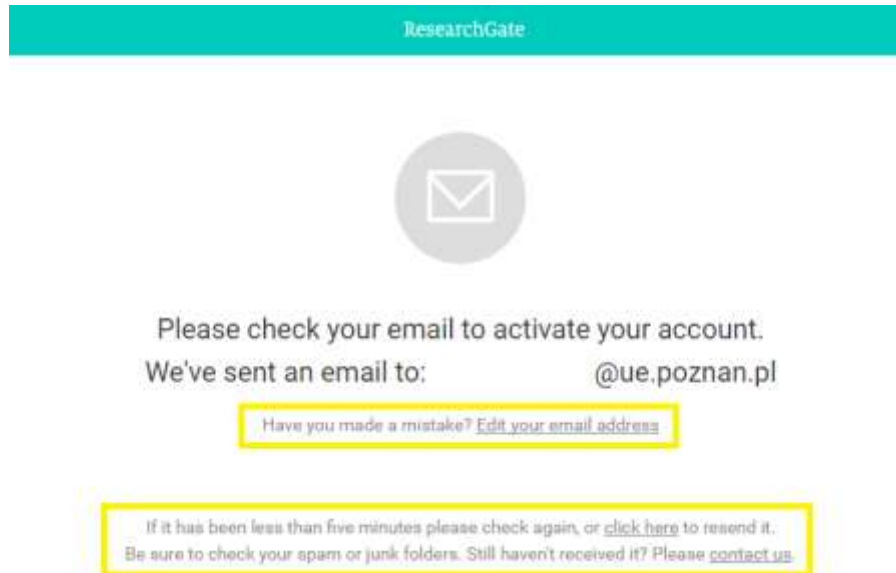 ResearchGate
Please check your email to activate your account.
We've sent an email to: @ue.poznan.pl
Have you made a mistake? Edit your email address
If it has been less than five minutes please check again, or click here to resend it.
Be sure to check your spam or junk folders. Still haven't received it? Please contact us.